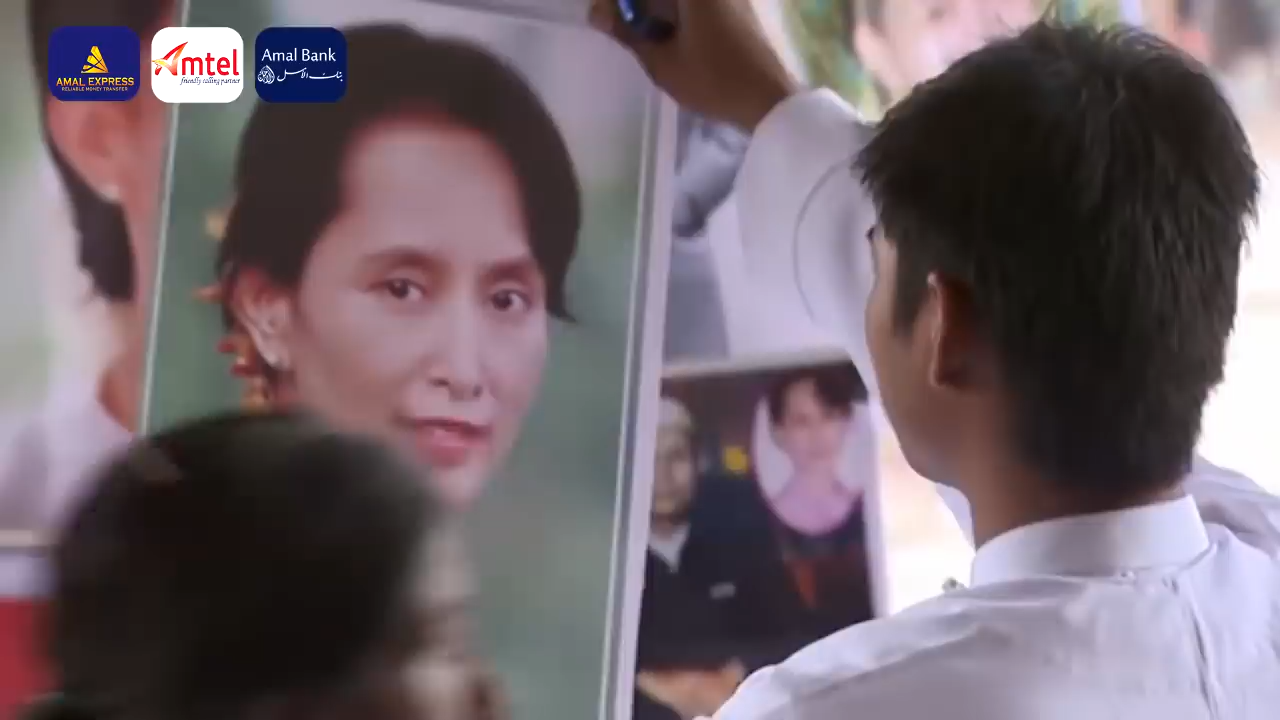 AMAL EXPRESS
RELIABLE MONEY TRANSFER
Amtel
friendly calling partner
Amal Bank
بنك الأمل